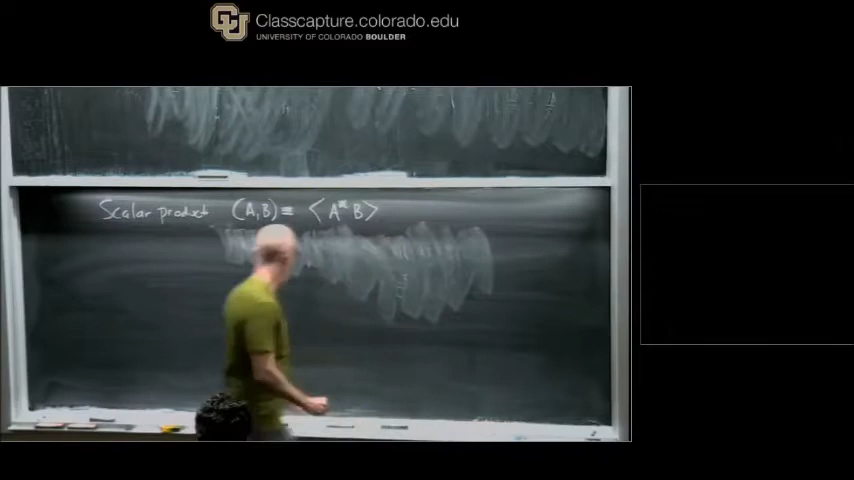 Classcapture.colorado.edu
UNIVERSITY OF COLORADO BOULDER
Scalar product (A,B) ≡ <A* B>